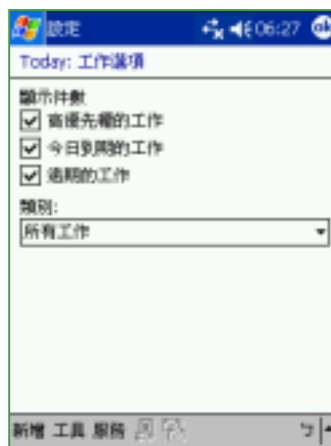 設定 06:27 ok
Today: 工作選項
顯示件數
高優先權的工作
今日到期的工作
過期的工作
類別:
所有工作
新增 工具 服務 ㄅ